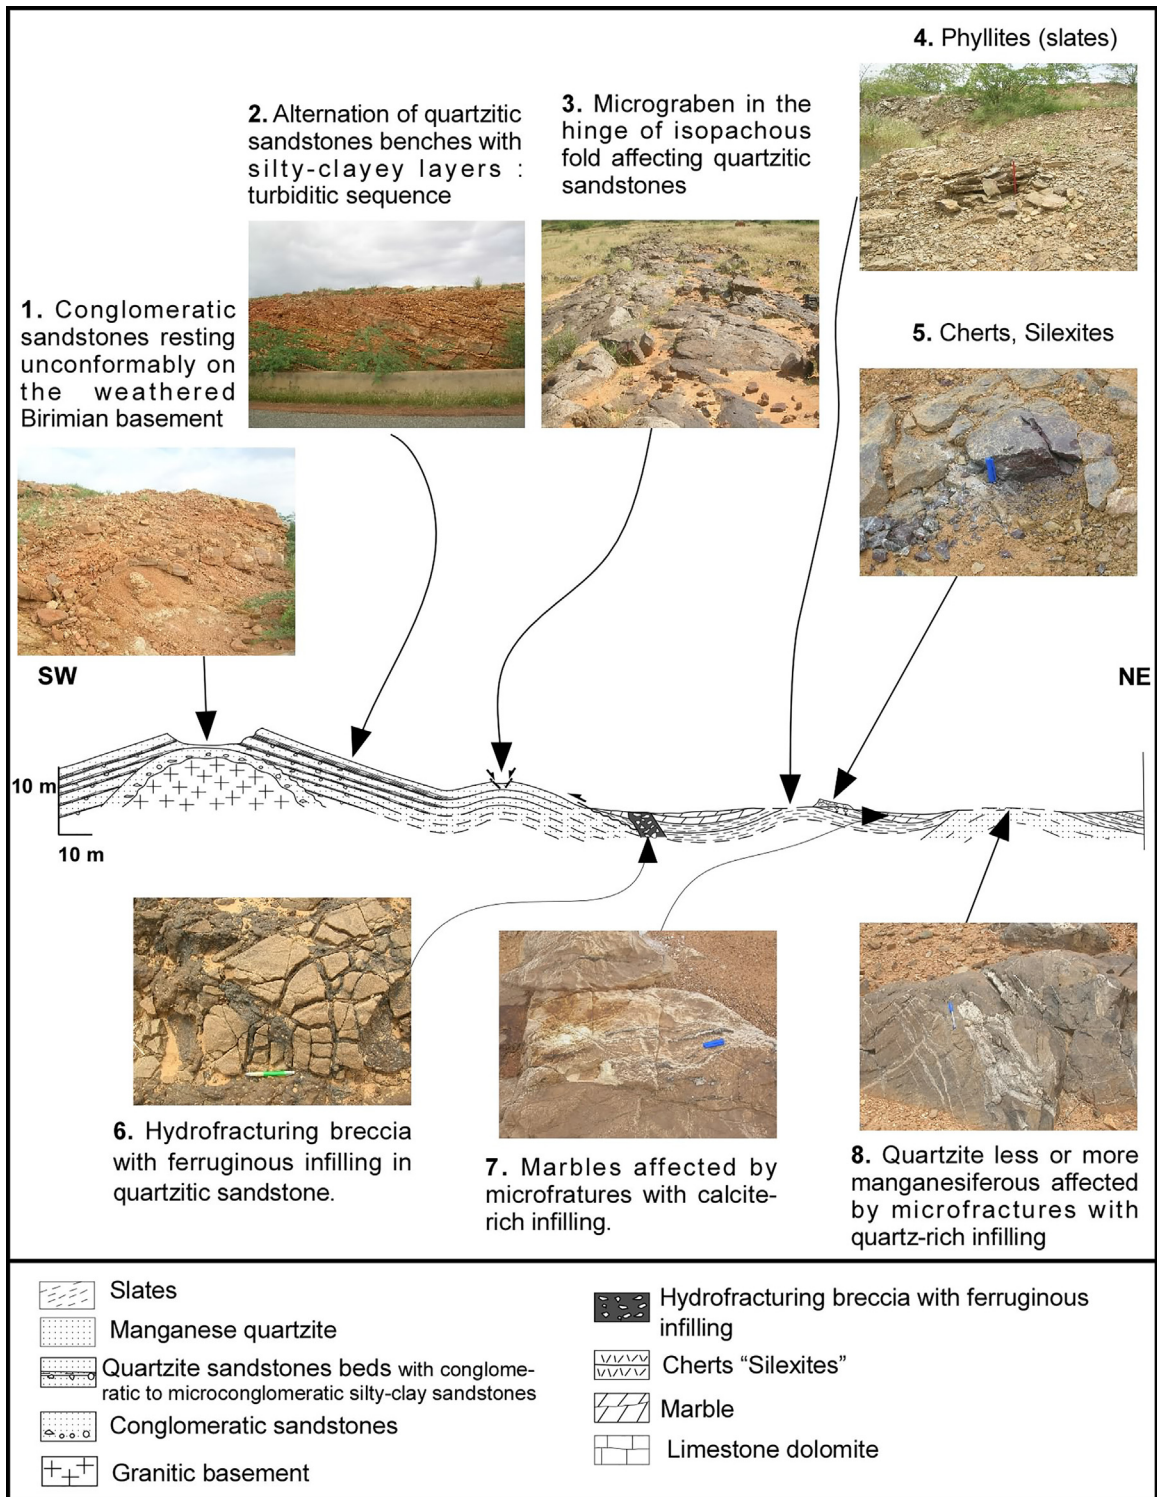 4. Phyllites (slates)
2. Alternation of quartzitic
sandstones benches with
silty-clayey layers :
turbiditic sequence
3. Micrograben in the
hinge of isopachous
fold affecting quartzitic
sandstones
1. Conglomeratic
sandstones resting
unconformably on
the weathered
Birimian basement
5. Cherts, Silexites
SW
NE
10 m
10 m
6. Hydrofracturing breccia
with ferruginous infilling in
quartzitic sandstone.
7. Marbles affected by
microfratures with calcite-
rich infilling.
8. Quartzite less or more
manganesiferous affected
by microfractures with
quartz-rich infilling
Slates
Manganese quartzite
Quartzite sandstones beds with conglome-
ratic to microconglomeratic silty-clay sandstones
Conglomeratic sandstones
Granitic basement
Hydrofracturing breccia with ferruginous
infilling
Cherts “Silexites”
Marble
Limestone dolomite